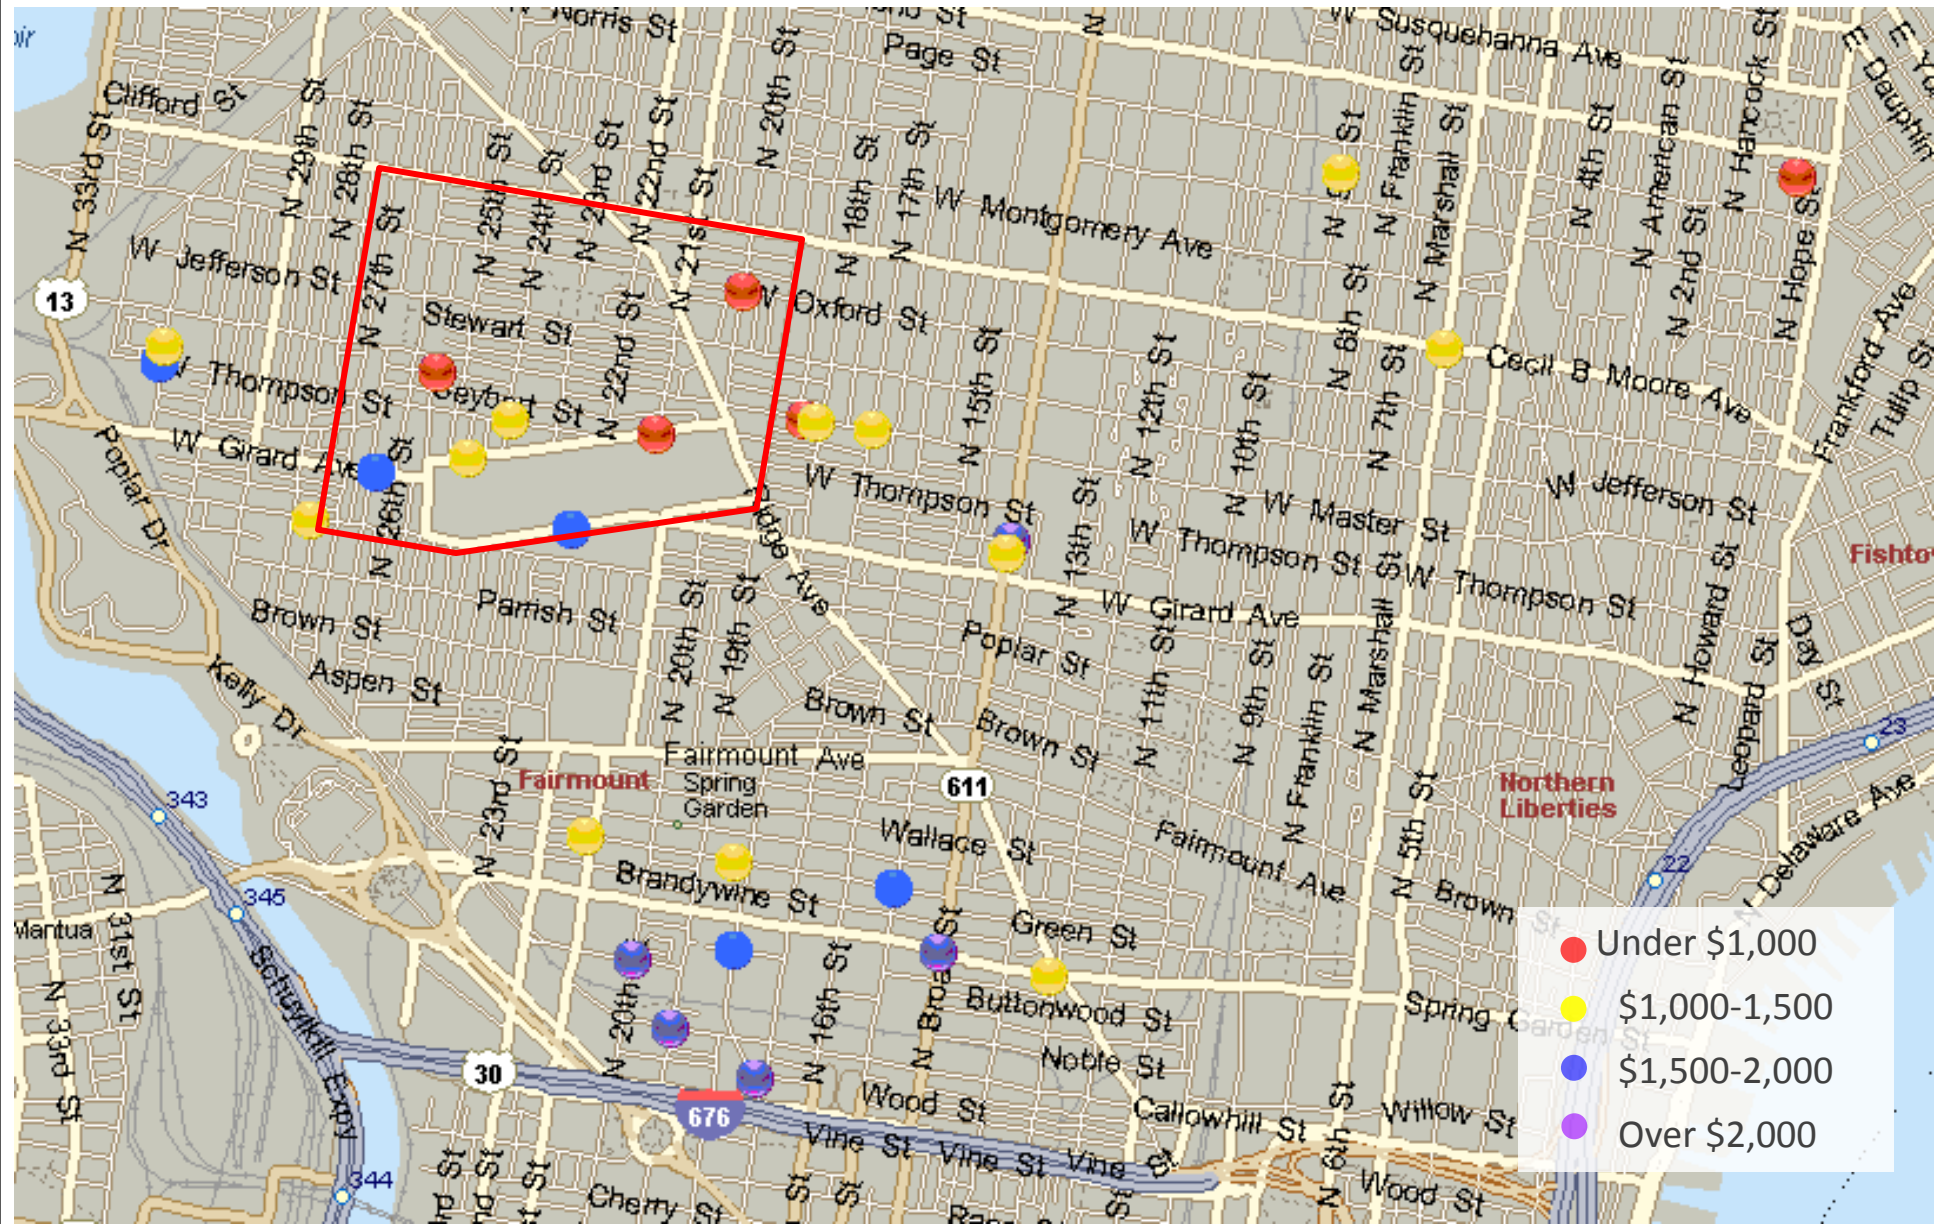 W Norris St
Page St
W Susquehanna Ave
N Hancock St
E Dauphin
Clifford St
N 33rd St
N 29th St
N 28th St
N 25th St
N 24th St
N 23rd St
N 22nd St
N 21st St
N 20th St
N 18th St
N 17th St
W Montgomery Ave
N Franklin St
N Marshall St
N 4th St
N American St
N 2nd St
N Hope St
W Jefferson St
N 27th St
13
Stewart St
W Oxford St
N 22nd St
W Thompson St
Seybert St
N 15th St
N 12th St
N 10th St
N 6th St
N 7th St
Cecil B Moore Ave
Frankford Ave
Tulip St
W Girard Ave
Poplar Dr
N 26th St
W Thompson St
N 13th St
W Master St
W Jefferson St
W Thompson St
W Thompson St
Ridge Ave
N Howard St
Brown St
Parrish St
N 20th St
N 19th St
W Girard Ave
Poplar St
N 11th St
N 9th St
N Franklin St
N Marshall St
Leopard St
Day St
Aspen St
Kelly Dr
Brown St
Brown St
Fairmount Ave
23
Fairmount
Spring
Garden
611
Northern
Liberties
343
N 23rd St
Wallace St
Fairmount Ave
N 5th St
N Delaware Ave
22
Brandywine St
Green St
Brown St
345
Mantua
N 31st St
N 33rd St
Schuylkill Expy
N 20th
N 16th St
N Broad St
Buttonwood St
Spring Garden St
Noble St
30
676
Wood St
Callowhill St
Willow St
N 6th St
Vine St
Vine St
Vine St
344
Cherry St
Wood St
Under $1,000
$1,000-1,500
$1,500-2,000
Over $2,000